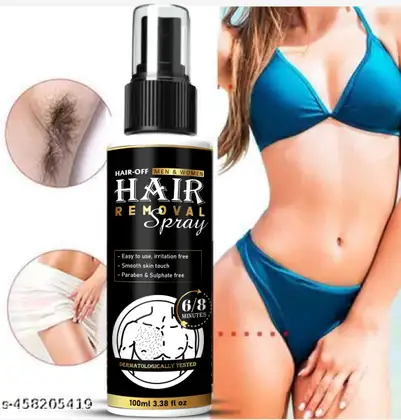 HAIR-OFF MEN & WOMEN
HAIR
REMOVAL
Spray
- Easy to use, irritation free
- Smooth skin touch
- Paraben & Sulphate free
6/8
MINUTES
DERMATOLOGICALLY TESTED
100ml 3.38 fl oz
s-458205419